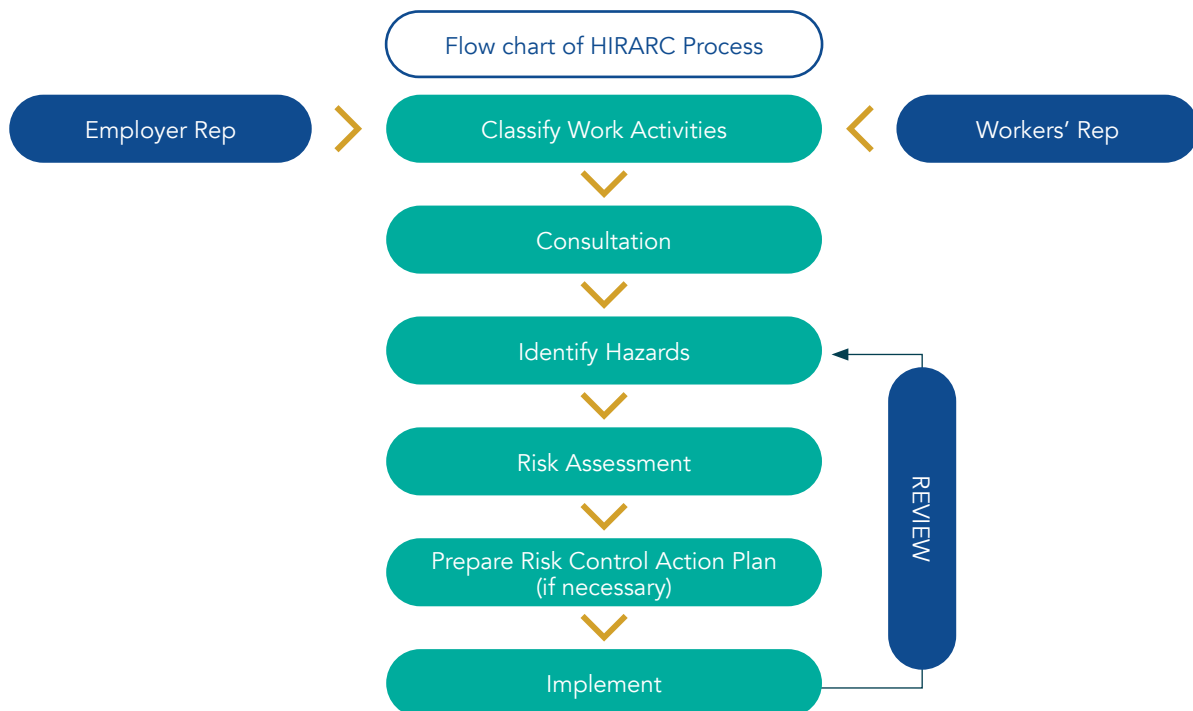 Flow chart of HIRARC Process
Employer Rep
Classify Work Activities
Workers’ Rep
Consultation
Identify Hazards
Risk Assessment
REVIEW
Prepare Risk Control Action Plan
(if necessary)
Implement